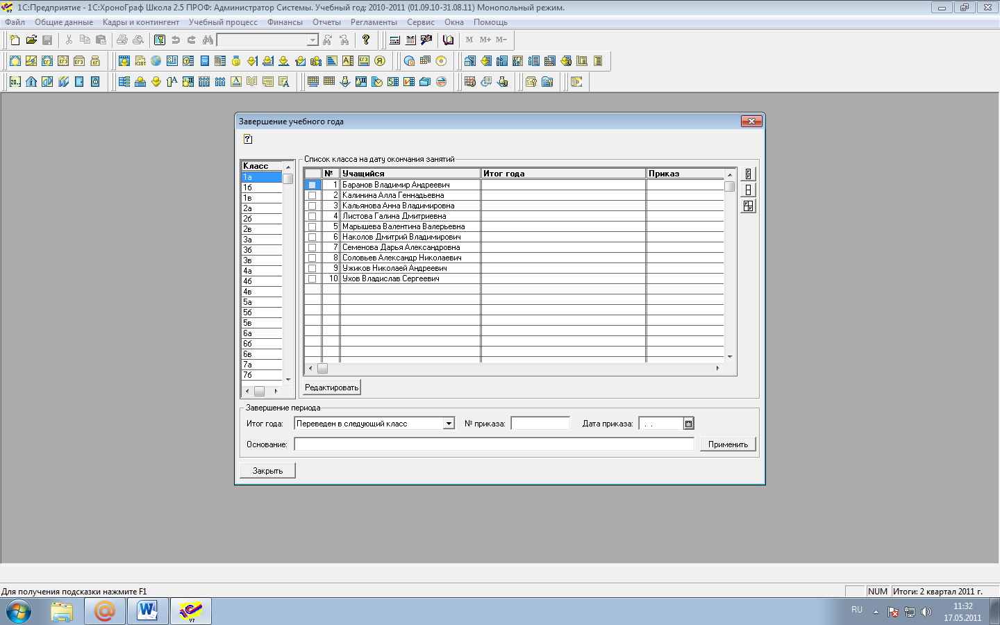 1С:Предприятие - 1С:ХроноГраф Школа 2.5 ПРОФ: Администратор Системы. Учебный год: 2010-2011 (01.09.10-31.08.11) Монопольный режим.
Файл Общие данные Кадры и контингент Учебный процесс Финансы Отчеты Регламенты Сервис Окна Помощь
M M+ M−
Завершение учебного года
Список класса на дату окончания занятий
Класс
1а
1б
1в
2а
2б
2в
3а
3б
3в
4а
4б
4в
5а
5б
5в
6а
6б
6в
7а
7б
№ Учащийся Итог года Приказ
1 Баранов Владимир Андреевич
2 Калинина Алла Геннадьевна
3 Кальянова Анна Владимировна
4 Листова Галина Дмитриевна
5 Марышева Валентина Валерьевна
6 Наколов Дмитрий Владимирович
7 Семенова Дарья Александровна
8 Соловьев Александр Николаевич
9 Ужиков Николай Андреевич
10 Ухов Владислав Сергеевич
Редактировать
Завершение периода
Итог года: Переведен в следующий класс № приказа: Дата приказа: . .
Основание: Применить
Закрыть
Для получения подсказки нажмите F1
NUM Итоги: 2 квартал 2011 г.
RU 11:32
17.05.2011